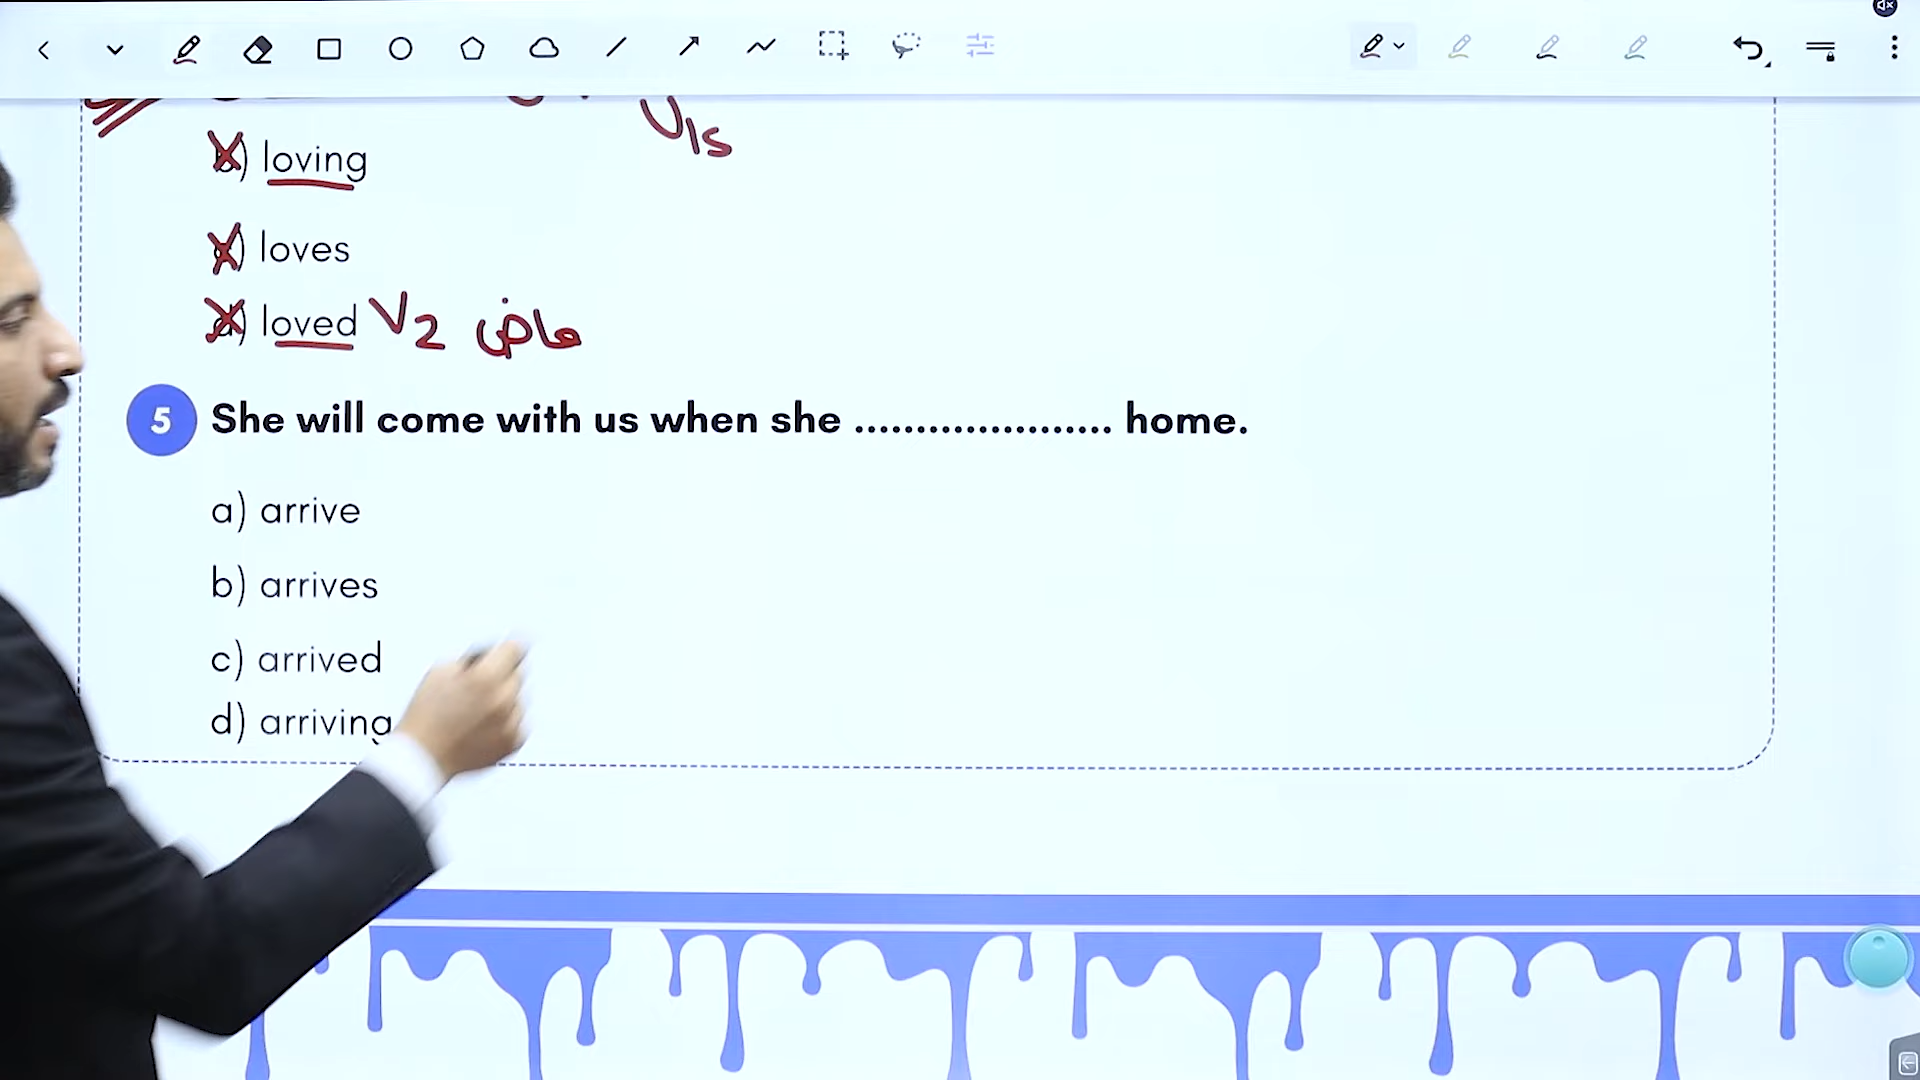 V1s
b) loving
c) loves
d) loved V2 ماض
5 She will come with us when she ..................... home.
a) arrive
b) arrives
c) arrived
d) arriving